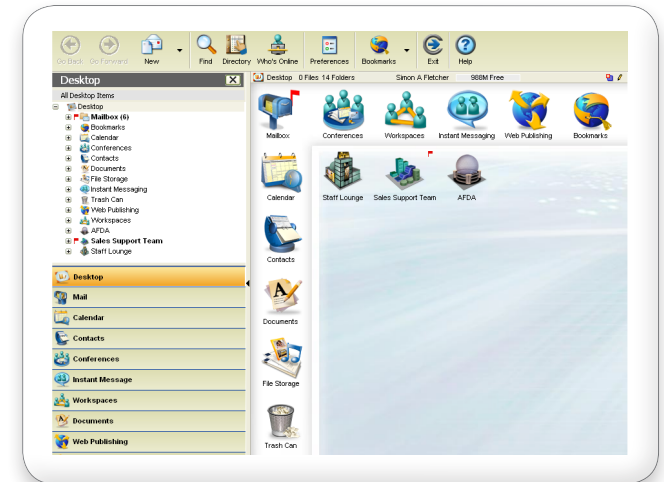 Go Back Go Forward New Find Directory Who's Online Preferences Bookmarks Exit Help
Desktop
All Desktop Items
Desktop
Mailbox (6)
Bookmarks
Calendar
Conferences
Contacts
Documents
File Storage
Instant Messaging
Trash Can
Web Publishing
Workspaces
AFDA
Sales Support Team
Staff Lounge
Desktop
Mail
Calendar
Contacts
Conferences
Instant Message
Workspaces
Documents
Web Publishing
Desktop 0 Files 14 Folders Simon A Fletcher 988M Free
Mailbox Conferences Workspaces Instant Messaging Web Publishing Bookmarks
Calendar Staff Lounge Sales Support Team AFDA
Contacts
Documents
File Storage
Trash Can